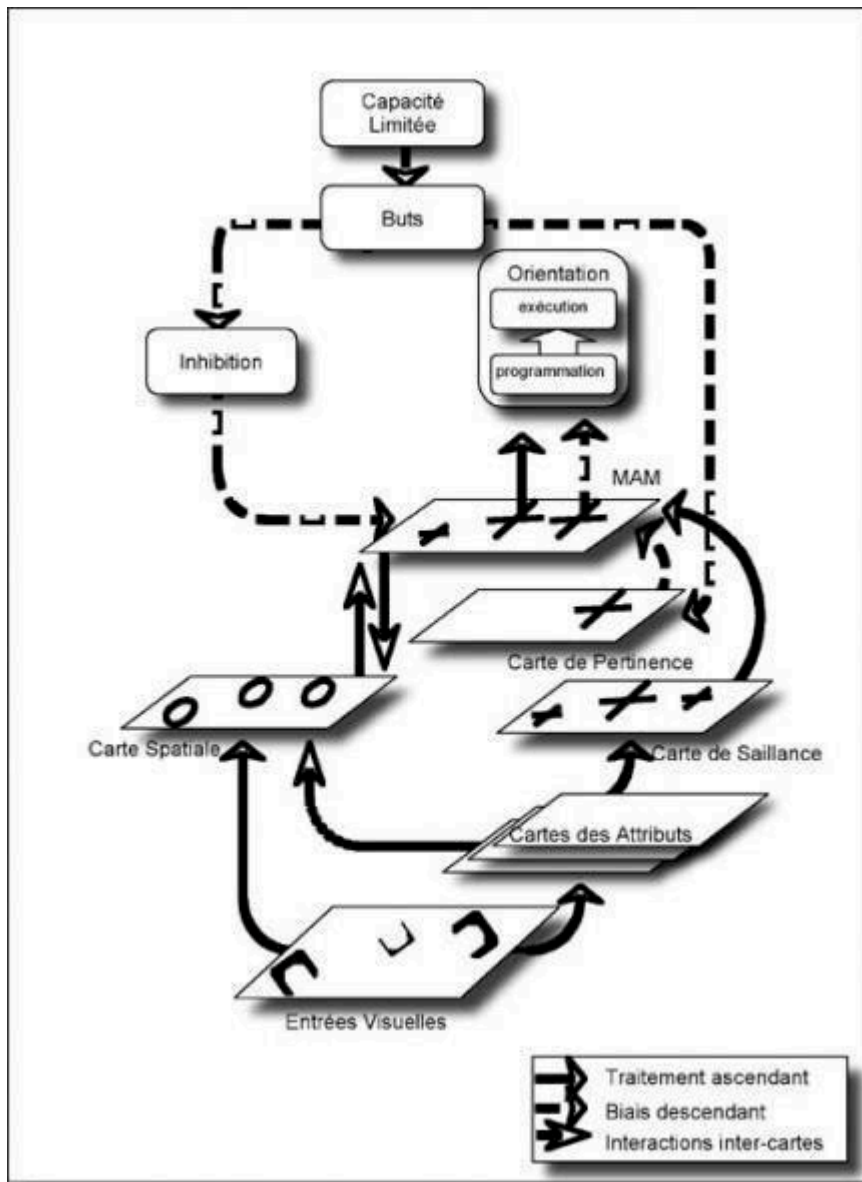 Capacité
Limitée
Buts
Orientation
exécution
programmation
Inhibition
MAM
Carte de Pertinence
Carte Spatiale
Carte de Saillance
Cartes des Attributs
Entrées Visuelles
Traitement ascendant
Biais descendant
Interactions inter-cartes